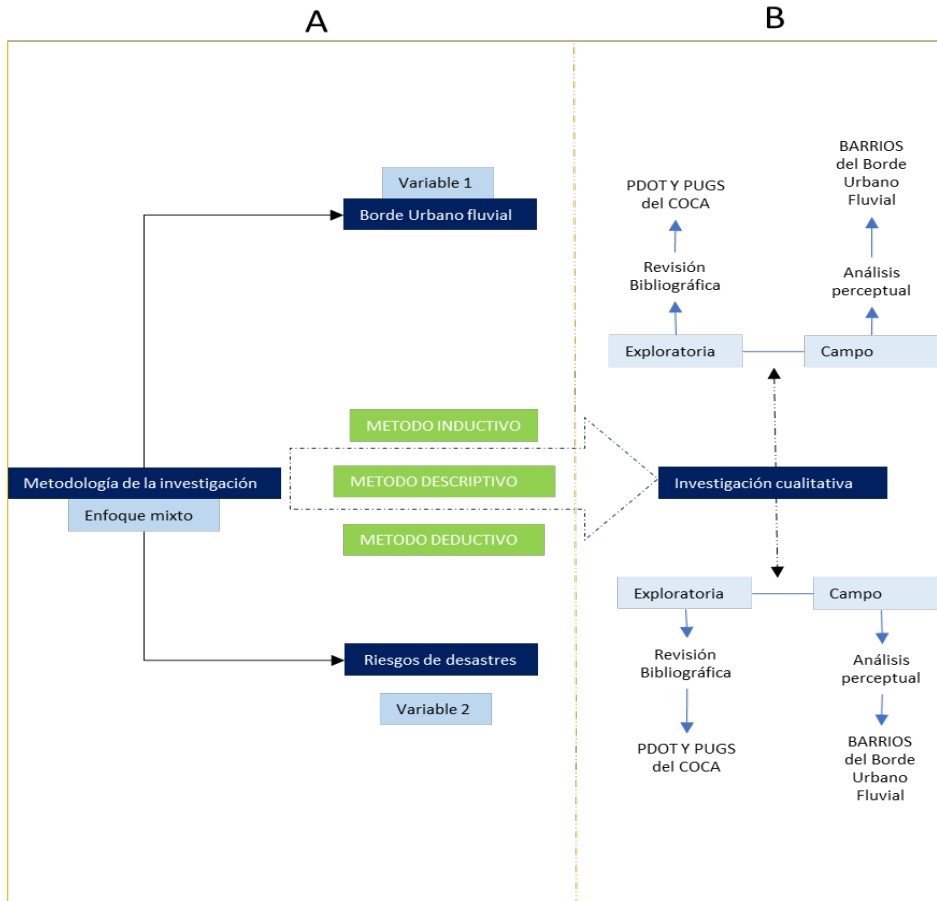 A
B
Variable 1
Borde Urbano fluvial
METODO INDUCTIVO
Metodología de la investigación
METODO DESCRIPTIVO
Enfoque mixto
METODO DEDUCTIVO
Riesgos de desastres
Variable 2
PDOT Y PUGS
del COCA
BARRIOS
del Borde
Urbano
Fluvial
Revisión
Bibliográfica
Análisis
perceptual
Exploratoria
Campo
Investigación cualitativa
Exploratoria
Campo
Revisión
Bibliográfica
Análisis
perceptual
PDOT Y PUGS
del COCA
BARRIOS
del Borde
Urbano
Fluvial